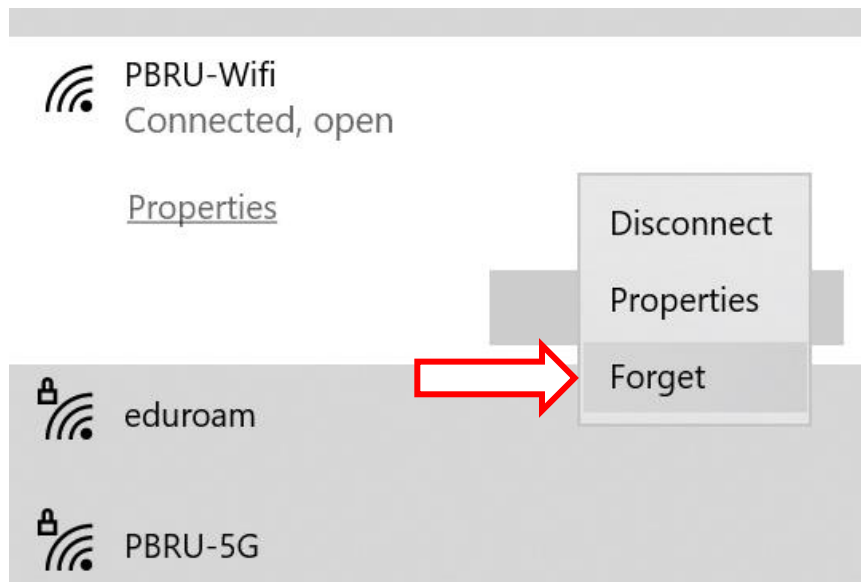 PBRU-Wifi
Connected, open
Properties
Disconnect
Properties
Forget
eduroam
PBRU-5G